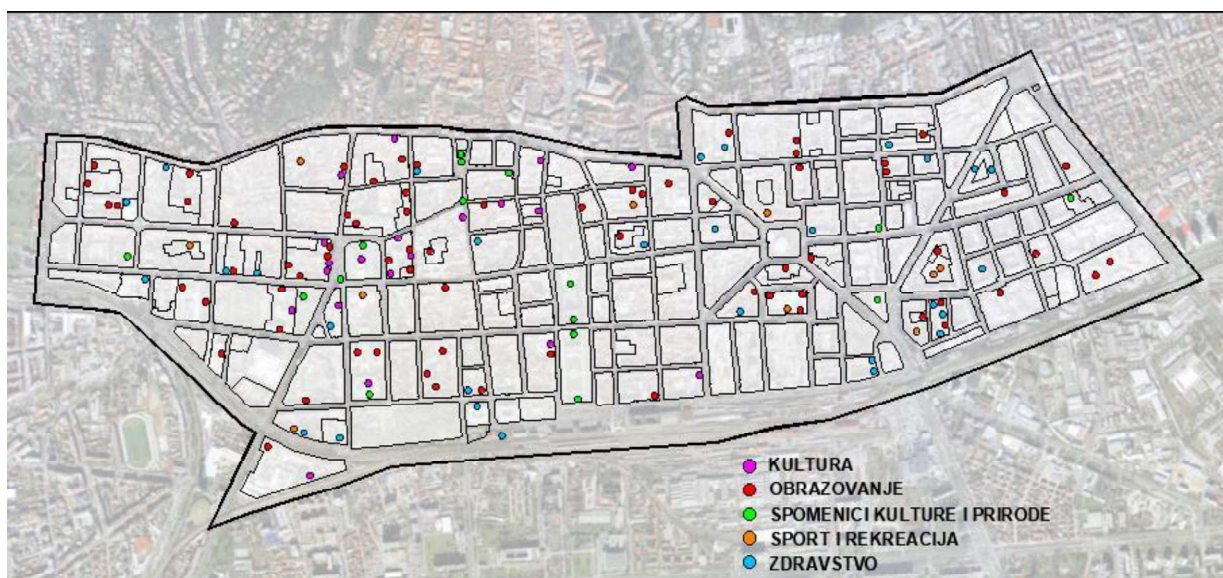 KULTURA
OBRAZOVANJE
SPOMENICI KULTURE I PRIRODE
SPORT I REKREACIJA
ZDRAVSTVO